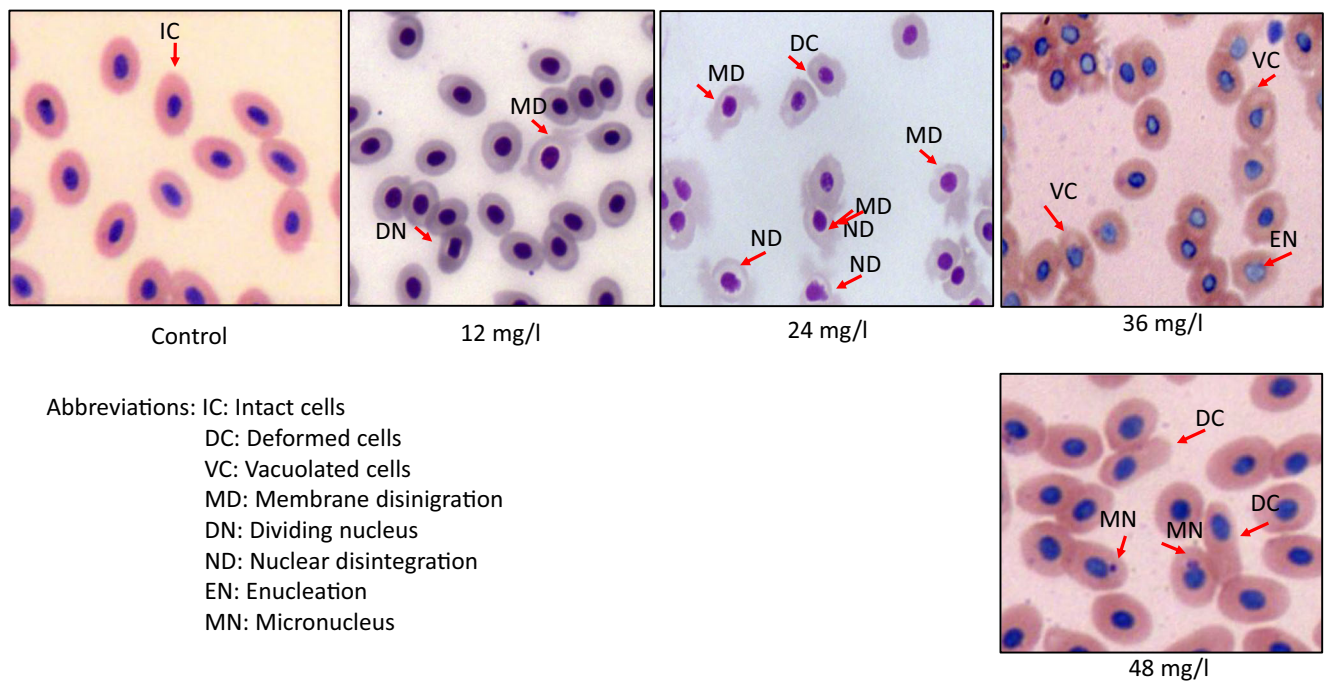 IC
Control
MD
DN
12 mg/l
DC
MD
MD
MD
ND
ND
ND
24 mg/l
VC
VC
EN
36 mg/l
Abbreviations: IC: Intact cells
DC: Deformed cells
VC: Vacuolated cells
MD: Membrane disinigration
DN: Dividing nucleus
ND: Nuclear disintegration
EN: Enucleation
MN: Micronucleus
DC
DC
MN
MN
48 mg/l